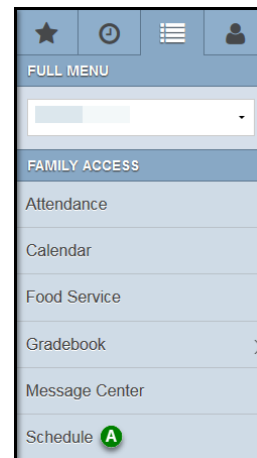 FULL MENU
FAMILY ACCESS
Attendance
Calendar
Food Service
Gradebook
Message Center
Schedule A